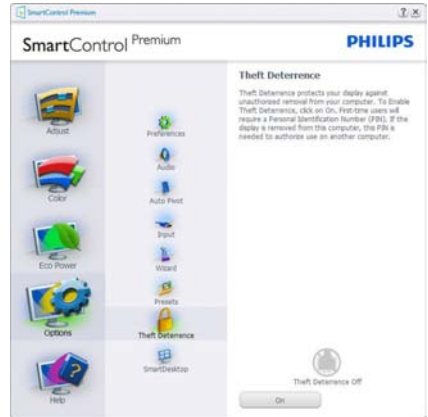 SmartControl Premium
SmartControl Premium
PHILIPS
Adjust
Color
Eco Power
Options
Help
Preferences
Audio
Auto Pivot
Input
Wizard
Presets
Theft Deterrence
SmartDesktop
Theft Deterrence
Theft Deterrence protects your display against
unauthorized removal from your computer. To Enable
Theft Deterrence, click on On. First-time users will
require a Personal Identification Number (PIN). If the
display is removed from this computer, this PIN is
needed to authorize use on another computer.
Theft Deterrence Off
On